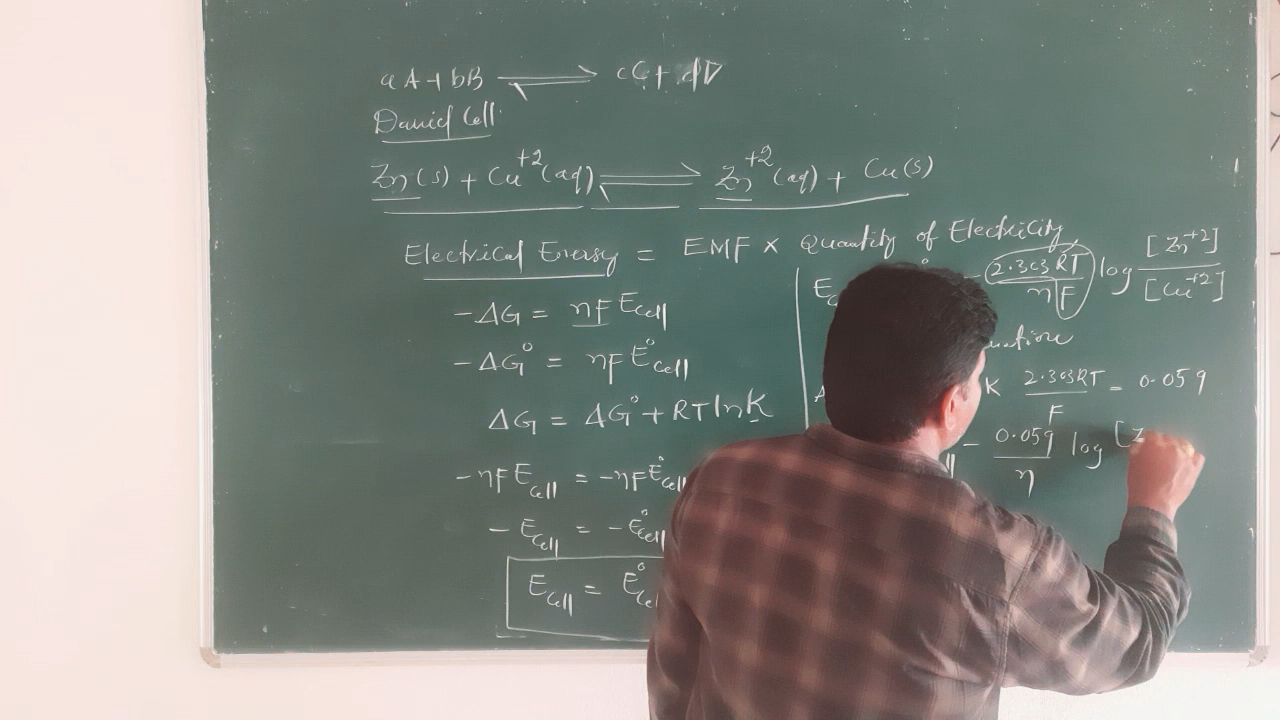 aA + bB ⇌ cC + dD
Daniel Cell
Zn(s) + Cu⁺²(aq) ⇌ Zn⁺²(aq) + Cu(s)
Electrical Energy = EMF × Quantity of Electricity
-ΔG = nF Ecell
-ΔG° = nF E°cell
ΔG = ΔG° + RT ln K
-nF Ecell = -nF E°cell
-Ecell = -E°cell
Ecell = E°
- 2.303RT/nF log [Zn⁺²]/[Cu⁺²]
K 2.303RT/F = 0.059
- 0.059/n log [Z